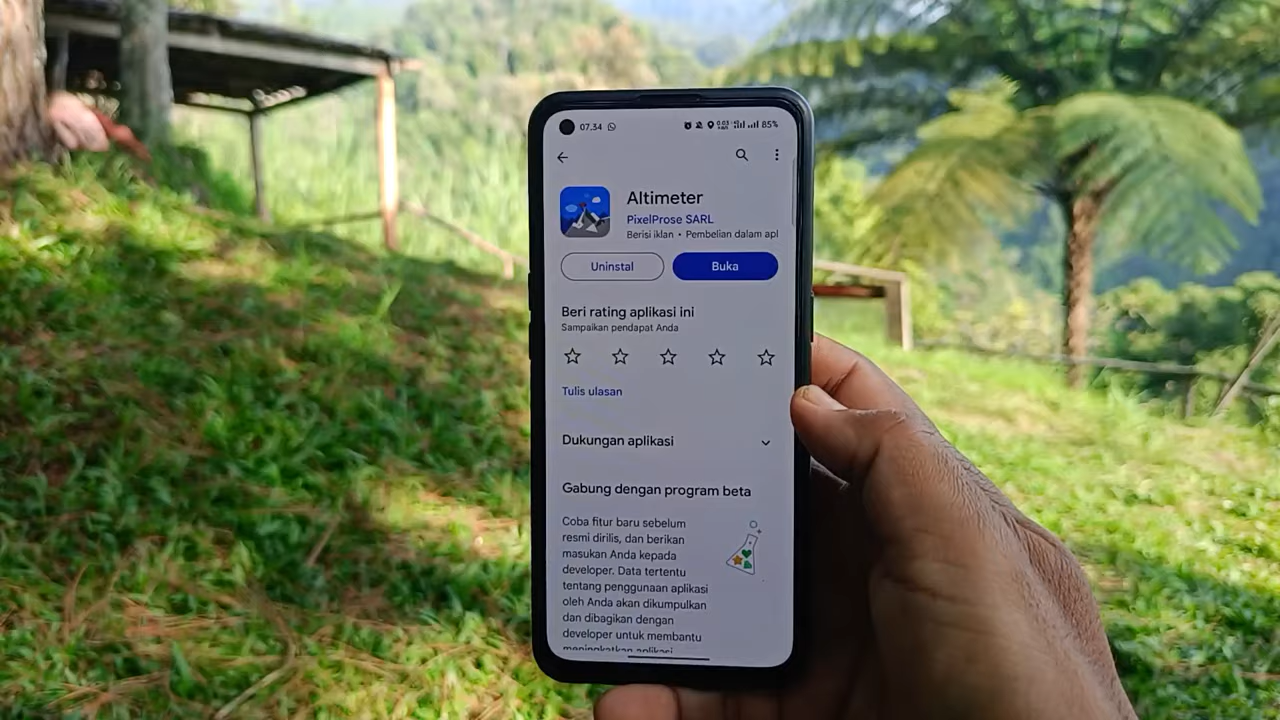 07.34 85%
Altimeter
PixelProse SARL
Berisi iklan • Pembelian dalam apl
Uninstal Buka
Beri rating aplikasi ini
Sampaikan pendapat Anda
Tulis ulasan
Dukungan aplikasi
Gabung dengan program beta
Coba fitur baru sebelum
resmi dirilis, dan berikan
masukan Anda kepada
developer. Data tertentu
tentang penggunaan aplikasi
oleh Anda akan dikumpulkan
dan dibagikan dengan
developer untuk membantu
meningkatkan aplikasi